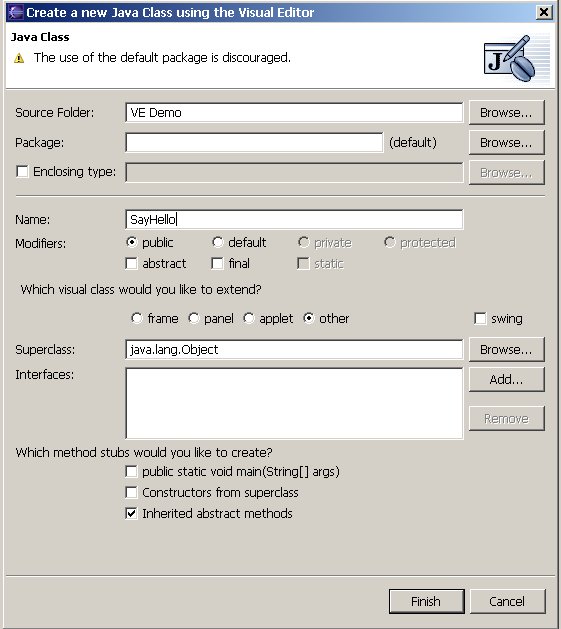 Create a new Java Class using the Visual Editor
Java Class
The use of the default package is discouraged.
J
Source Folder: VE Demo Browse...
Package: (default) Browse...
Enclosing type: Browse...
Name: SayHello
Modifiers: public default private protected
abstract final static
Which visual class would you like to extend?
frame panel applet other swing
Superclass: java.lang.Object Browse...
Interfaces: Add...
Remove
Which method stubs would you like to create?
public static void main(String[] args)
Constructors from superclass
Inherited abstract methods
Finish Cancel